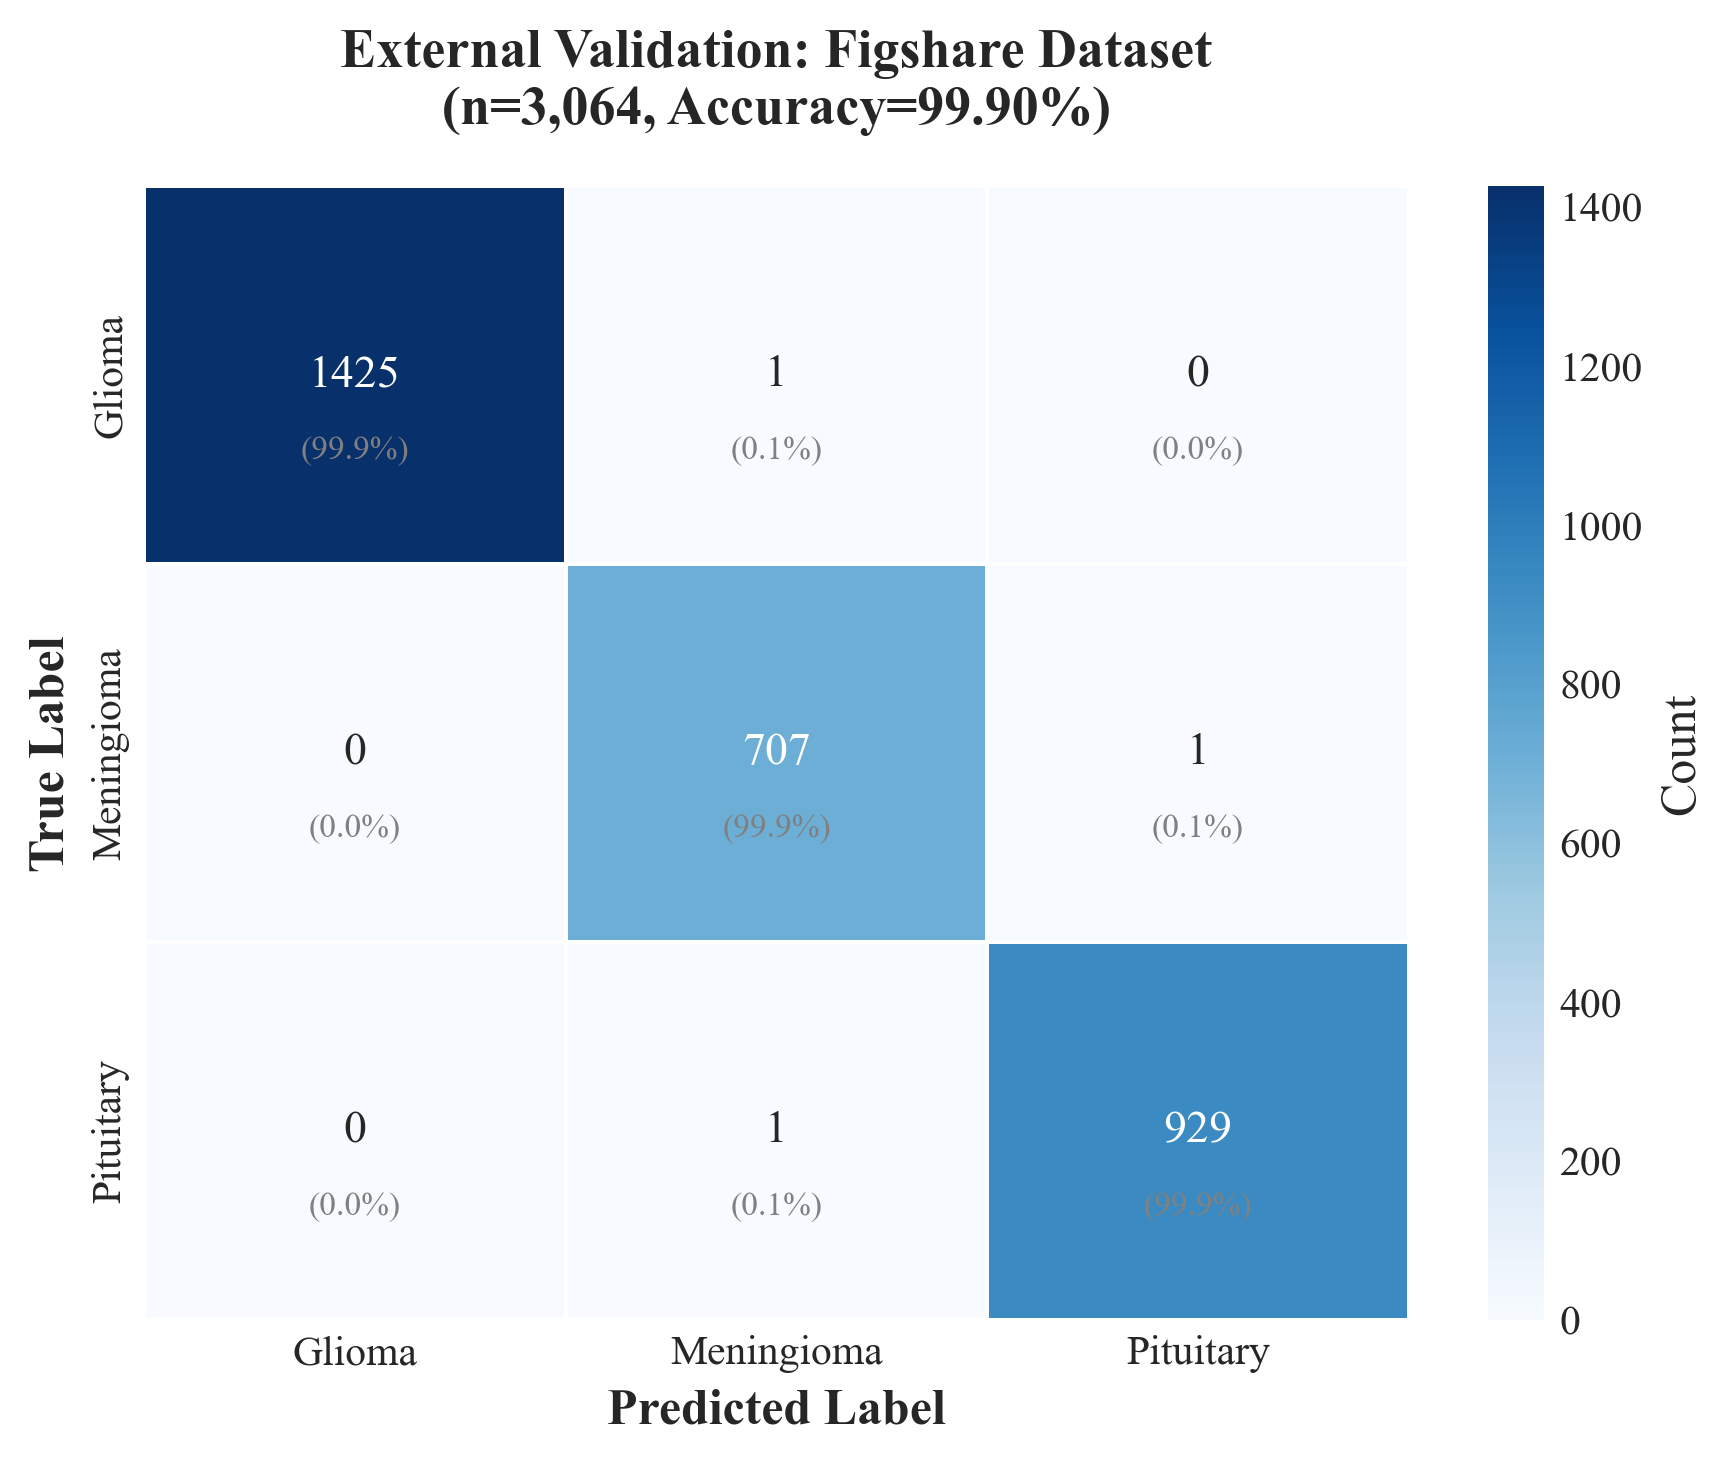 External Validation: Figshare Dataset
(n=3,064, Accuracy=99.90%)
True Label
Glioma
1425
1
0
(99.9%)
(0.1%)
(0.0%)
Meningioma
0
707
1
(0.0%)
(99.9%)
(0.1%)
Pituitary
0
1
929
(0.0%)
(0.1%)
(99.9%)
Glioma
Meningioma
Pituitary
Predicted Label
1400
1200
1000
800
600
400
200
0
Count